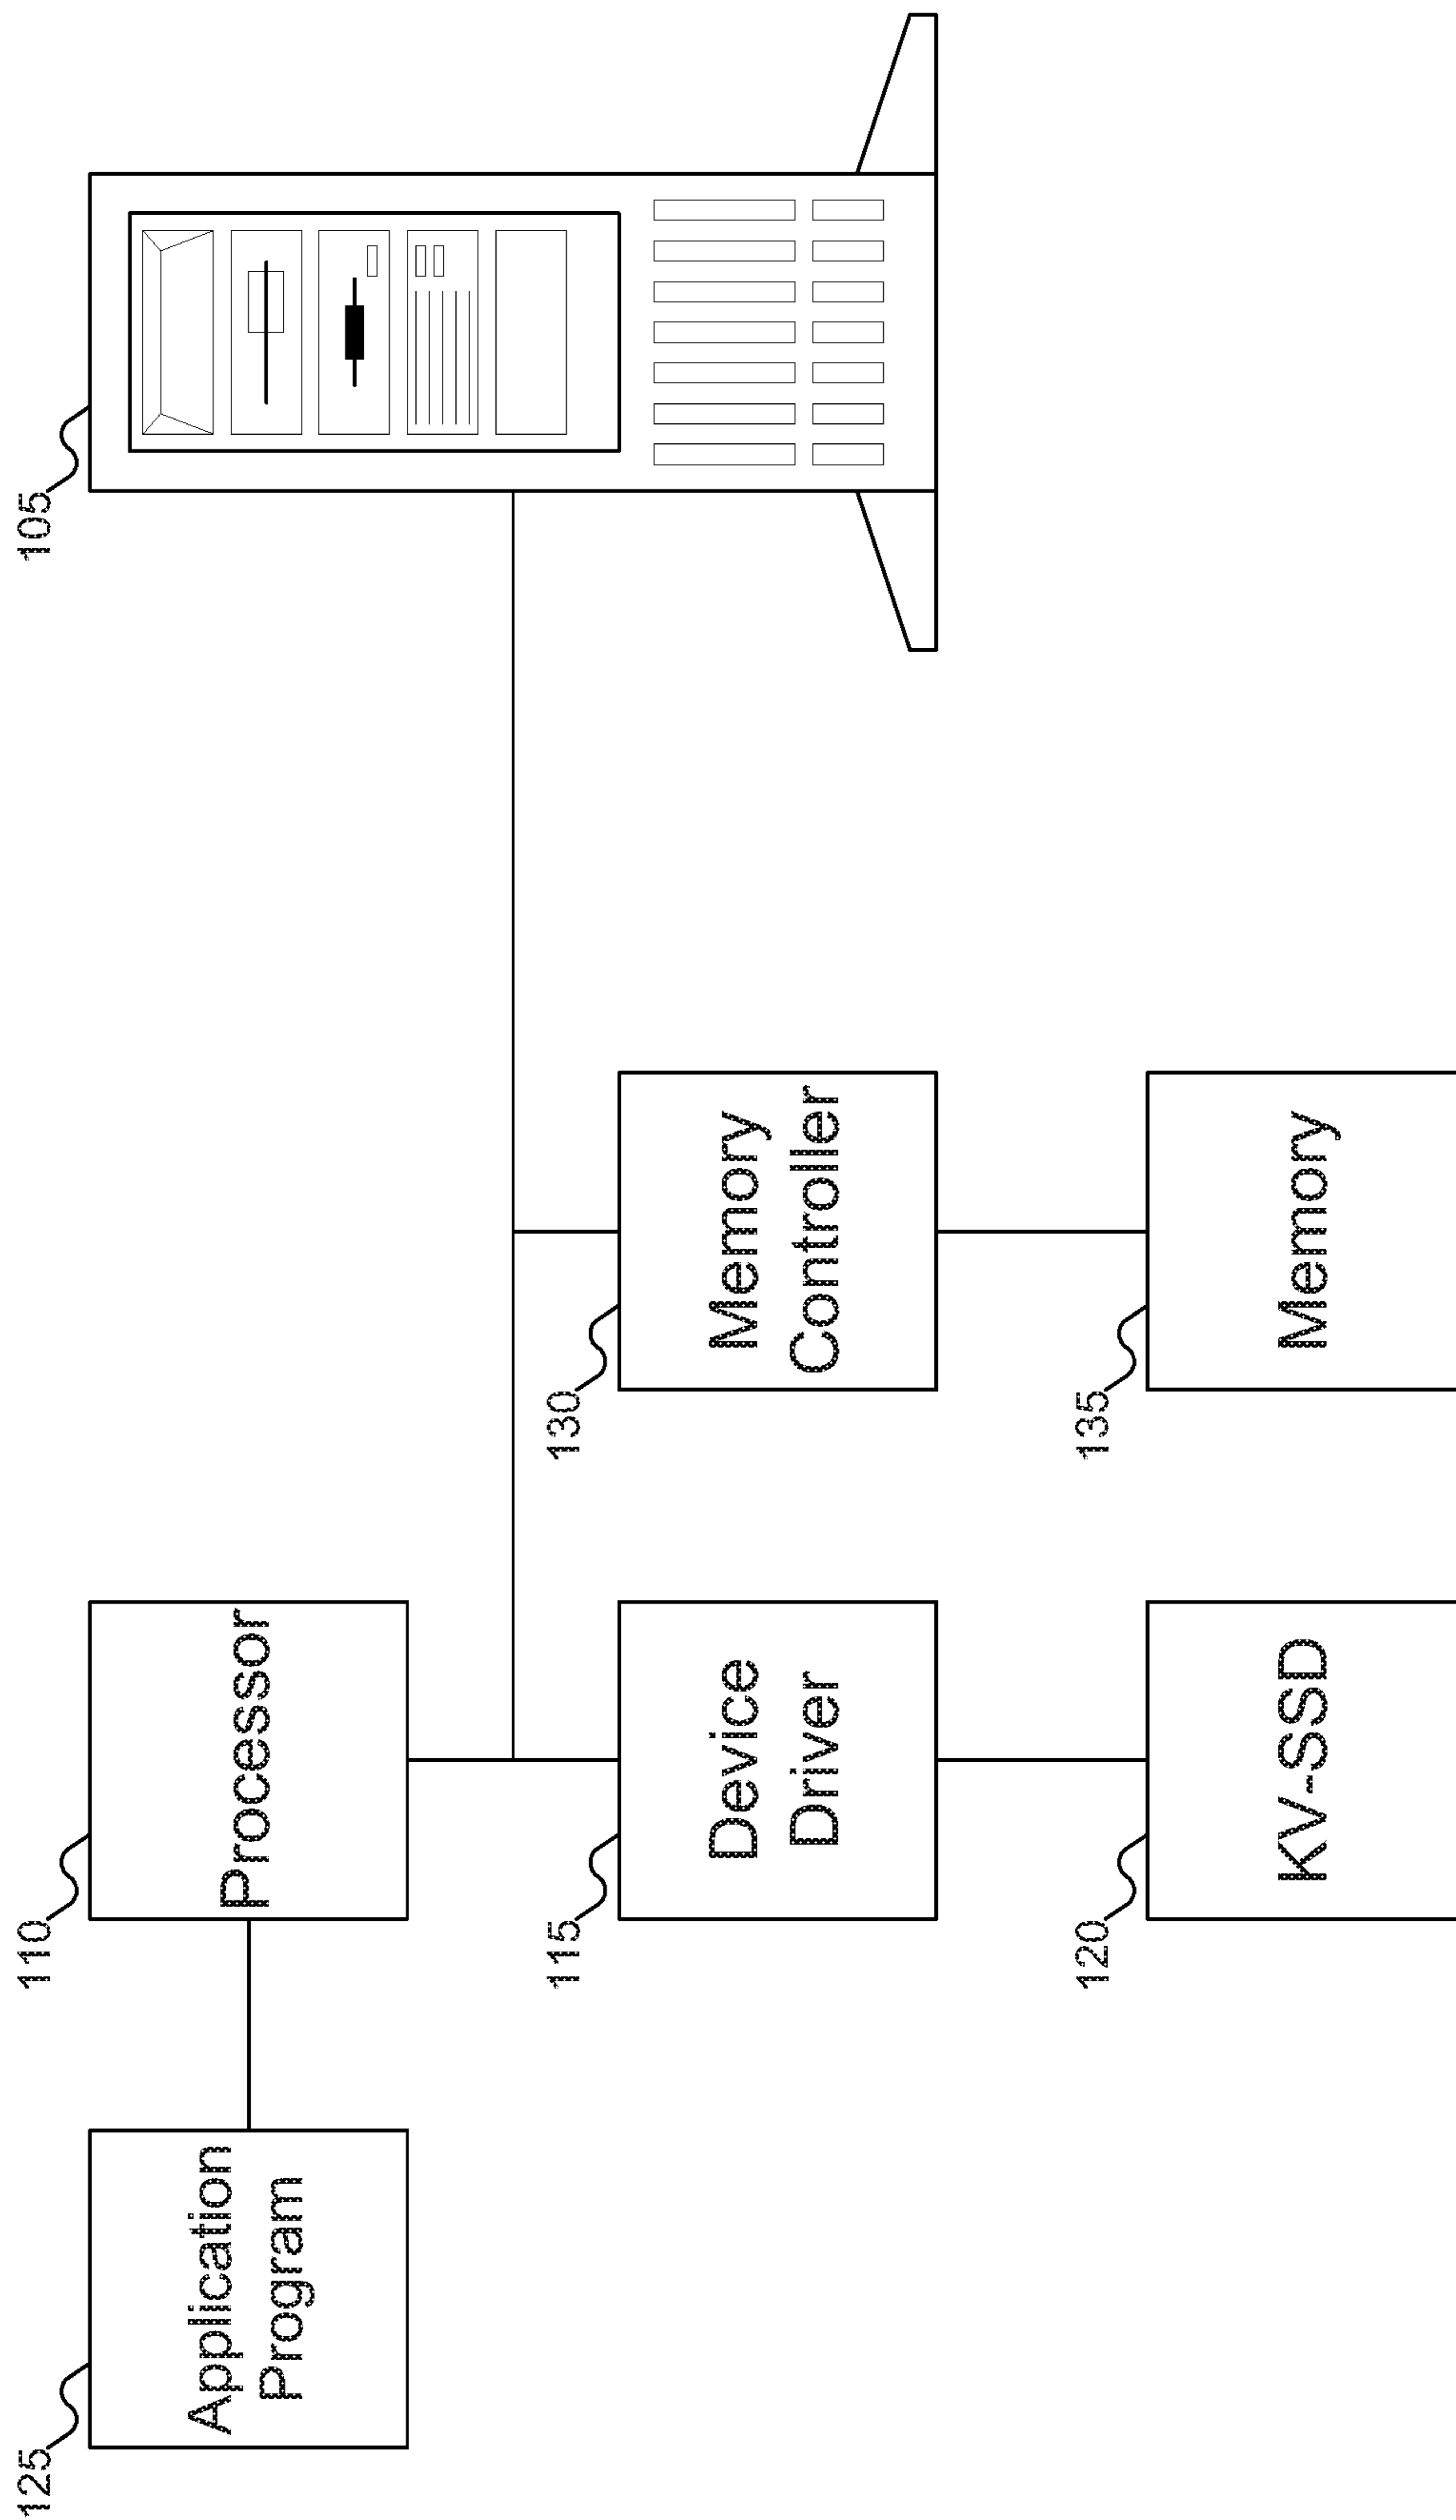 125
Application
Program
110
Processor
105
115
Device
Driver
130
Memory
Controller
120
KV-SSD
135
Memory